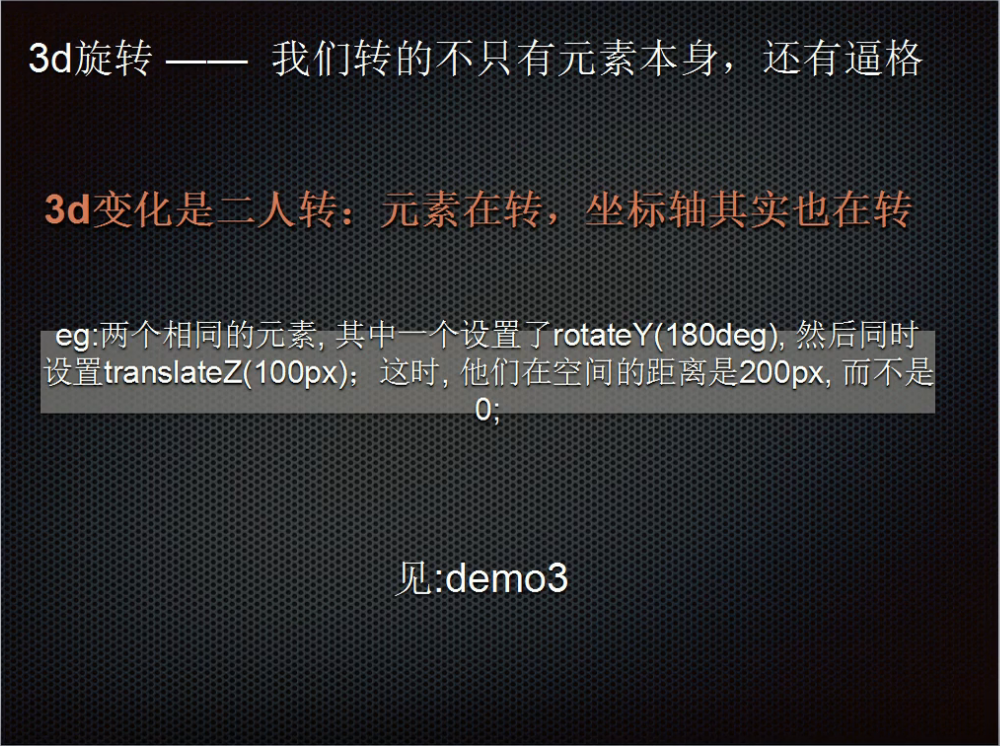 3d旋转 —— 我们转的不只有元素本身，还有逼格
3d变化是二人转：元素在转，坐标轴其实也在转
eg:两个相同的元素, 其中一个设置了rotateY(180deg), 然后同时
设置translateZ(100px)；这时, 他们在空间的距离是200px, 而不是
0;
见:demo3